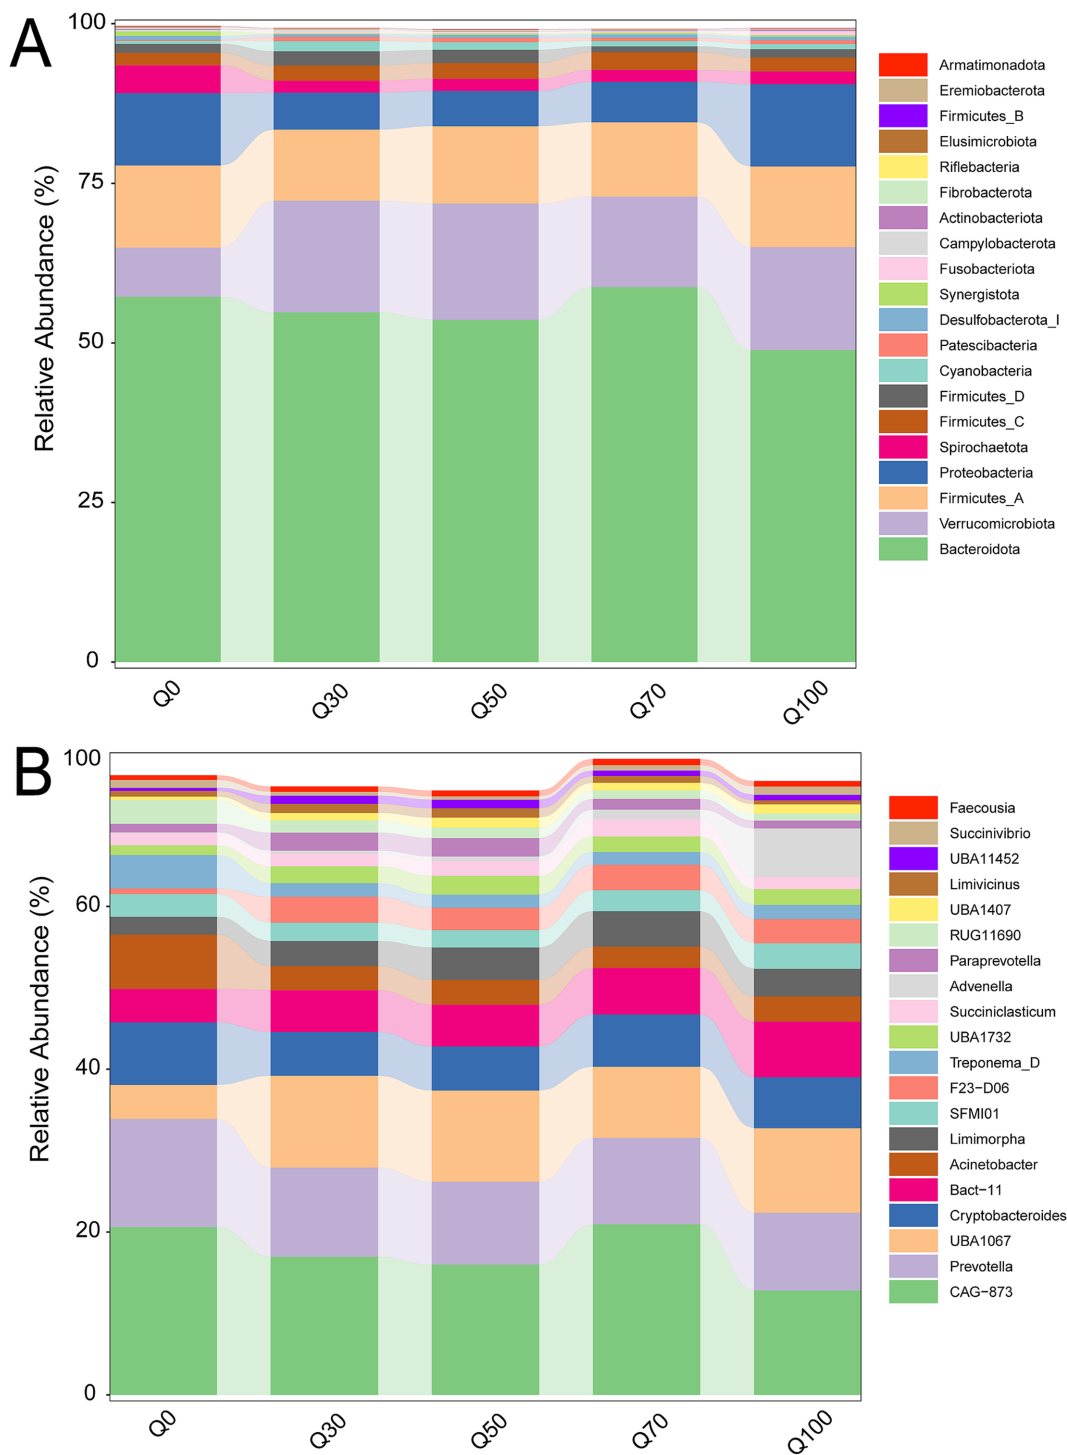 A
Relative Abundance (%)
100
75
50
25
0
Q0
Q30
Q50
Q70
Q100
Armatimonadota
Eremiobacterota
Firmicutes_B
Elusimicrobiota
Riflebacteria
Fibrobacterota
Actinobacteriota
Campylobacterota
Fusobacteriota
Synergistota
Desulfobacterota_I
Patescibacteria
Cyanobacteria
Firmicutes_D
Firmicutes_C
Spirochaetota
Proteobacteria
Firmicutes_A
Verrucomicrobiota
Bacteroidota
B
Relative Abundance (%)
100
60
40
20
0
Q0
Q30
Q50
Q70
Q100
Faecousia
Succinivibrio
UBA11452
Limivicinus
UBA1407
RUG11690
Paraprevotella
Advenella
Succiniclasticum
UBA1732
Treponema_D
F23−D06
SFMI01
Limimorpha
Acinetobacter
Bact−11
Cryptobacteroides
UBA1067
Prevotella
CAG−873